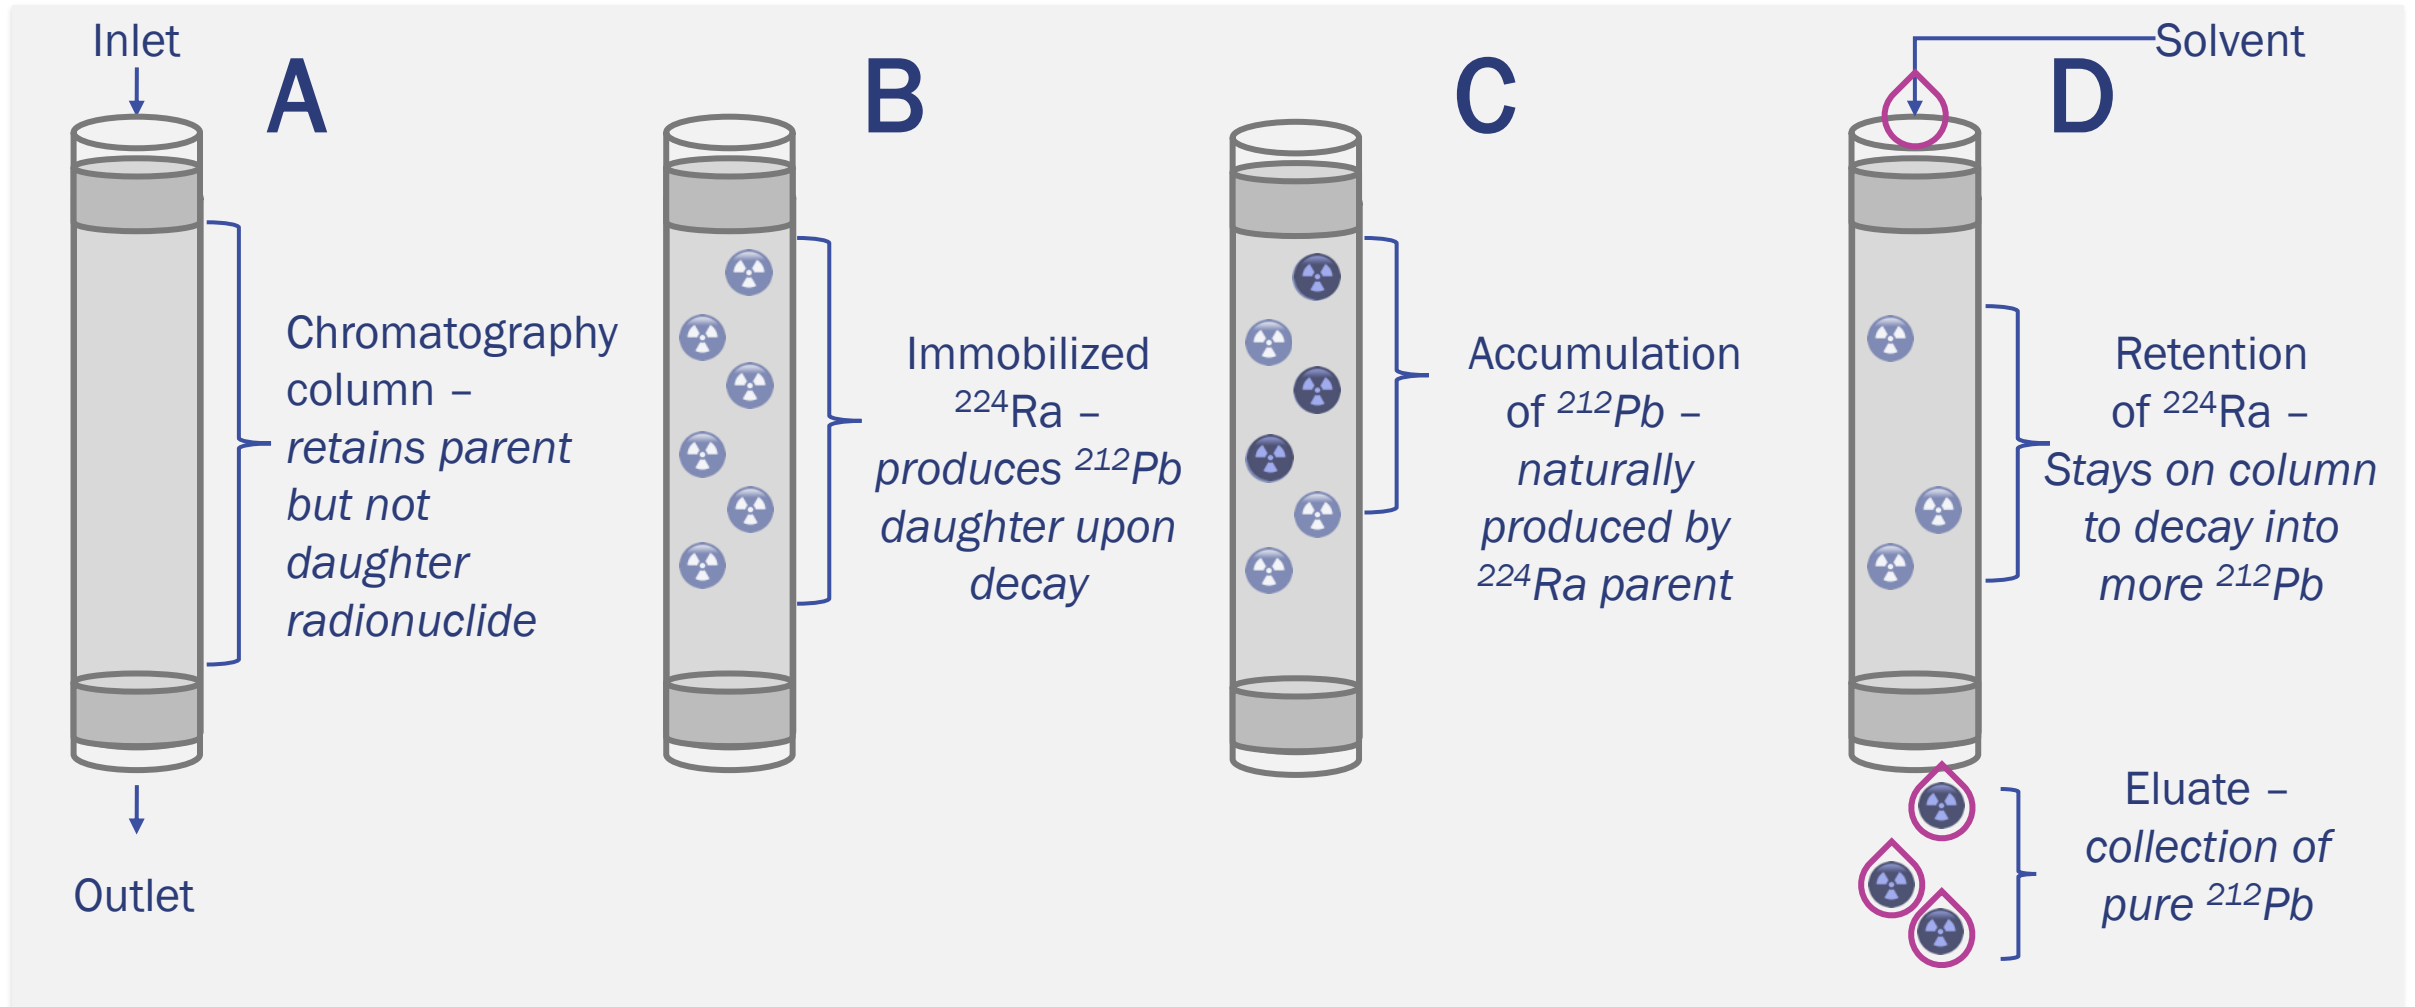 Inlet
A
Chromatography
column –
retains parent
but not
daughter
radionuclide
Outlet
B
Immobilized
²²⁴Ra –
produces ²¹²Pb
daughter upon
decay
C
Accumulation
of ²¹²Pb –
naturally
produced by
²²⁴Ra parent
Solvent
D
Retention
of ²²⁴Ra –
Stays on column
to decay into
more ²¹²Pb
Eluate –
collection of
pure ²¹²Pb